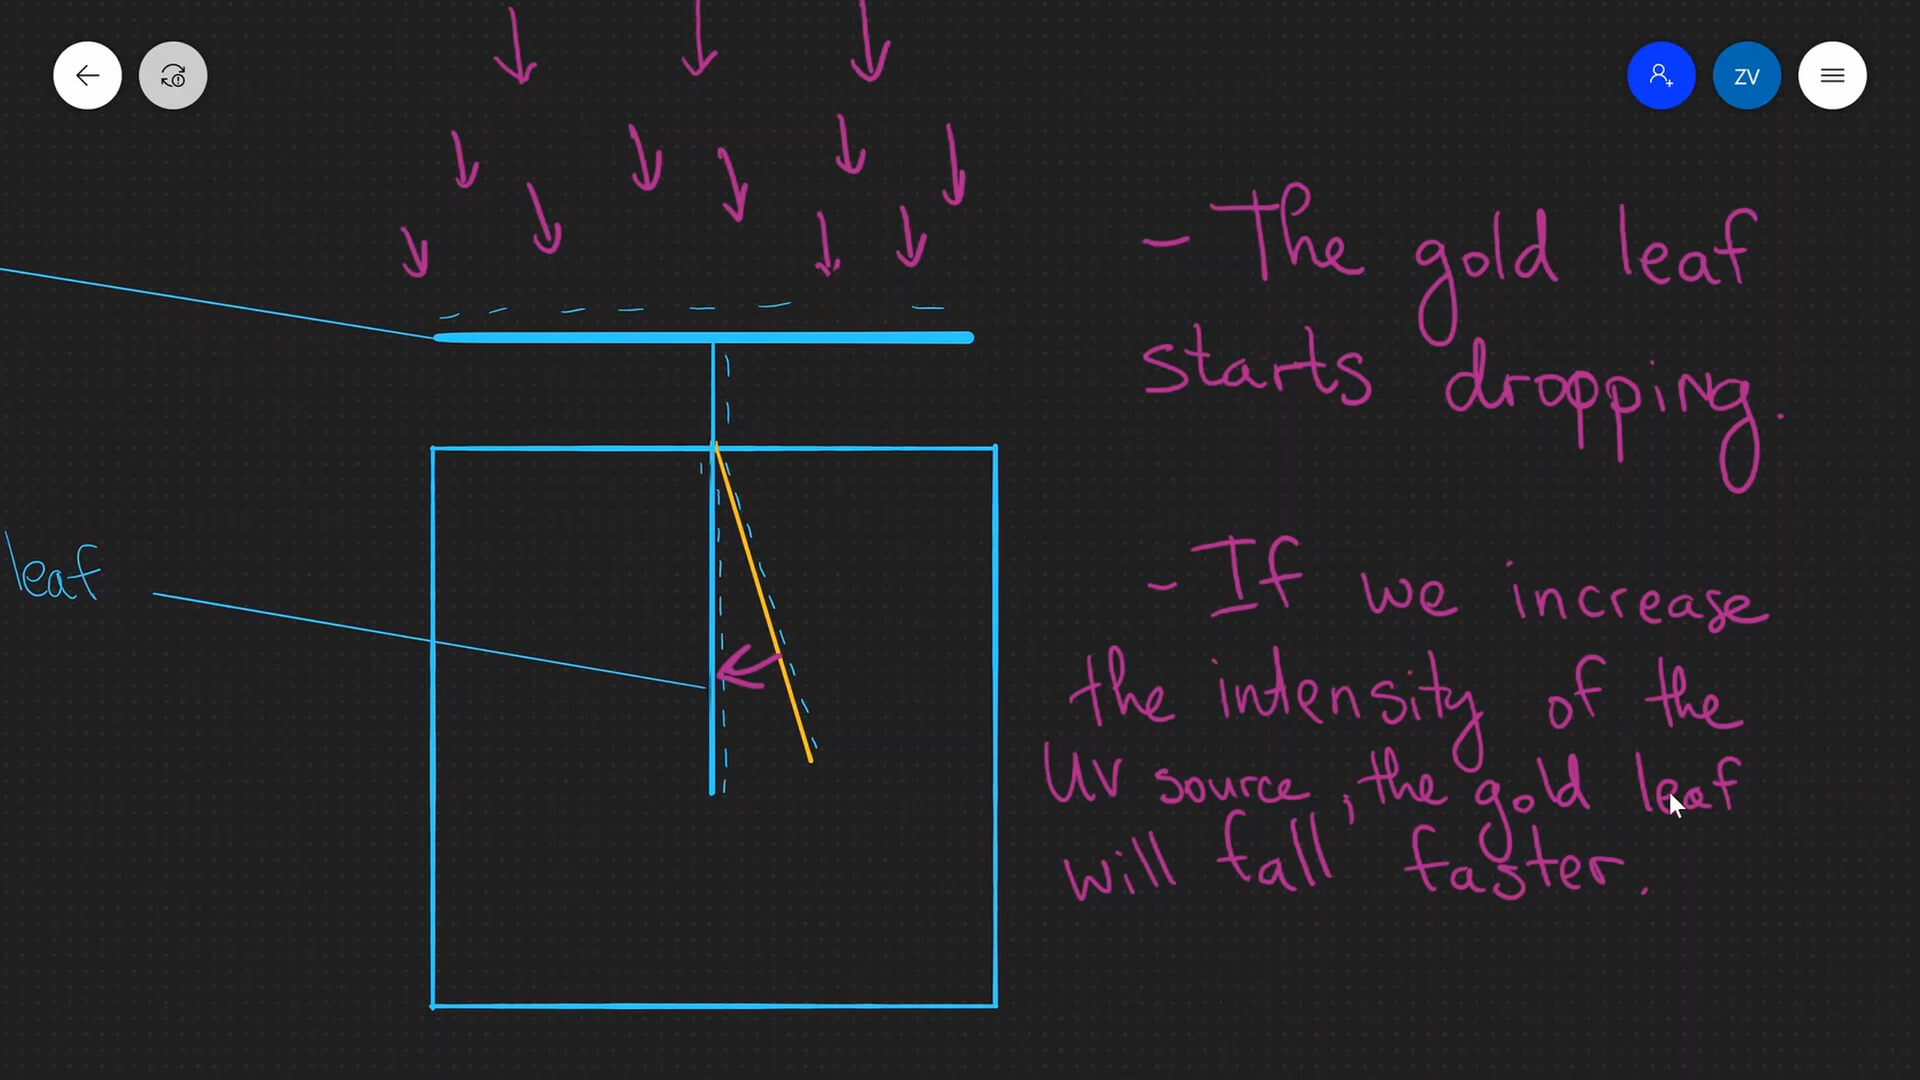 ZV
- The gold leaf
starts dropping.
leaf
- If we increase
the intensity of the
UV source, the gold leaf
will fall faster.